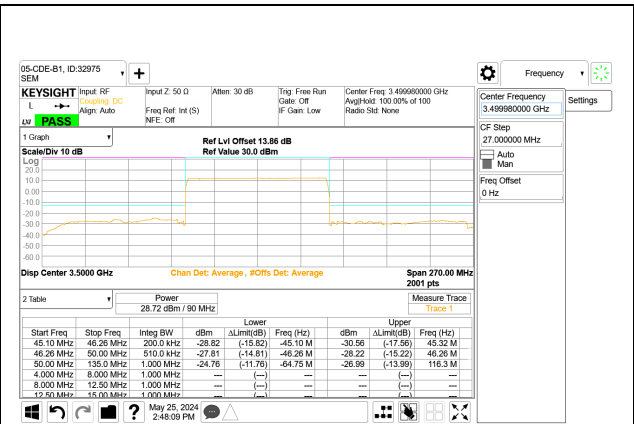 05-CDE-B1, ID:32975
SEM
Frequency
KEYSIGHT Input: RF Input Z: 50 Ω Atten: 30 dB Trig: Free Run Center Freq: 3.499980000 GHz
L Coupling: DC Gate: Off Avg|Hold: 100.00% of 100
Align: Auto Freq Ref: Int (S) IF Gain: Low Radio Std: None
LXI PASS NFE: Off
Center Frequency
3.499980000 GHz
Settings
CF Step
27.000000 MHz
Auto
Man
Freq Offset
0 Hz
1 Graph
Ref Lvl Offset 13.86 dB
Scale/Div 10 dB Ref Value 30.0 dBm
Log
20.0
10.0
0.00
-10.0
-20.0
-30.0
-40.0
-50.0
-60.0
Disp Center 3.5000 GHz Chan Det: Average, #Offs Det: Average Span 270.00 MHz
2001 pts
2 Table Power Measure Trace
28.72 dBm / 90 MHz Trace 1
Lower Upper
Start Freq Stop Freq Integ BW dBm ΔLimit(dB) Freq (Hz) dBm ΔLimit(dB) Freq (Hz)
45.10 MHz 46.26 MHz 200.0 kHz -28.82 (-15.82) -45.10 M -30.56 (-17.56) 45.32 M
46.26 MHz 50.00 MHz 510.0 kHz -27.81 (-14.81) -46.26 M -28.22 (-15.22) 46.26 M
50.00 MHz 135.0 MHz 1.000 MHz -24.76 (-11.76) -64.75 M -26.99 (-13.99) 116.3 M
4.000 MHz 8.000 MHz 1.000 MHz --- (---) --- --- (---) ---
8.000 MHz 12.50 MHz 1.000 MHz --- (---) --- --- (---) ---
12.50 MHz 15.00 MHz 1.000 MHz --- (---) --- --- (---) ---
? May 25, 2024
2:48:09 PM